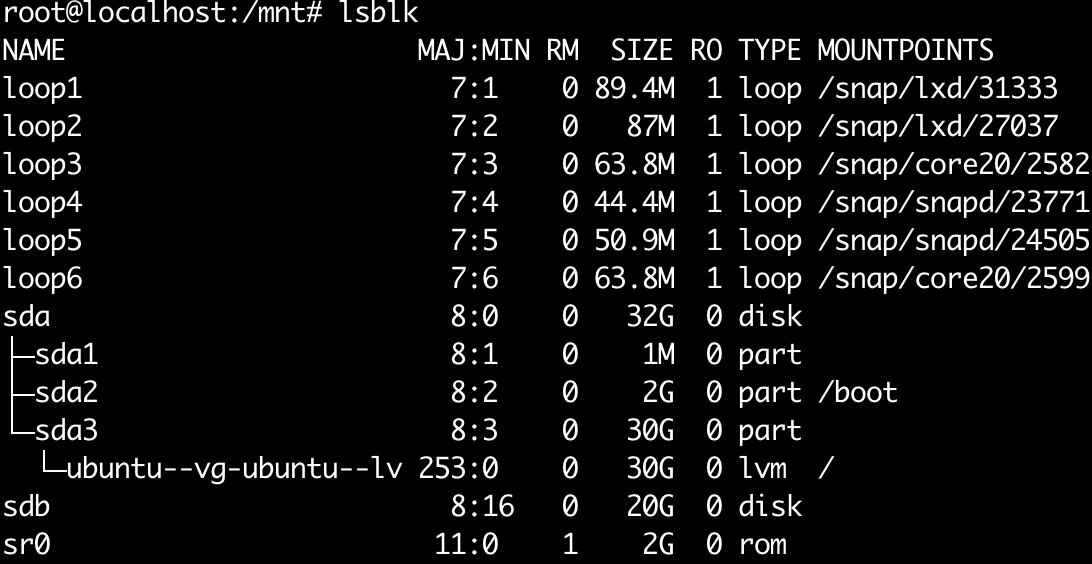 root@localhost:/mnt# lsblk
NAME                      MAJ:MIN RM  SIZE RO TYPE MOUNTPOINTS
loop1                       7:1    0 89.4M  1 loop /snap/lxd/31333
loop2                       7:2    0   87M  1 loop /snap/lxd/27037
loop3                       7:3    0 63.8M  1 loop /snap/core20/2582
loop4                       7:4    0 44.4M  1 loop /snap/snapd/23771
loop5                       7:5    0 50.9M  1 loop /snap/snapd/24505
loop6                       7:6    0 63.8M  1 loop /snap/core20/2599
sda                         8:0    0   32G  0 disk
├─sda1                      8:1    0    1M  0 part
├─sda2                      8:2    0    2G  0 part /boot
└─sda3                      8:3    0   30G  0 part
  └─ubuntu--vg-ubuntu--lv 253:0    0   30G  0 lvm  /
sdb                         8:16   0   20G  0 disk
sr0                        11:0    1    2G  0 rom